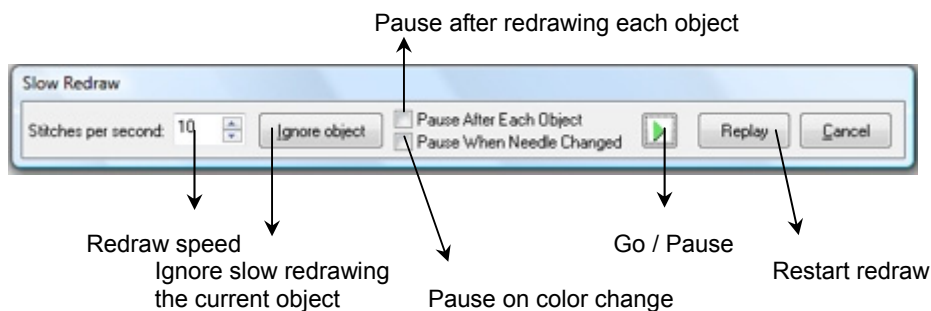 Pause after redrawing each object
Slow Redraw
Stitches per second: 10
Ignore object
Pause After Each Object
Pause When Needle Changed
Replay
Cancel
Redraw speed
Go / Pause
Ignore slow redrawing
the current object
Restart redraw
Pause on color change